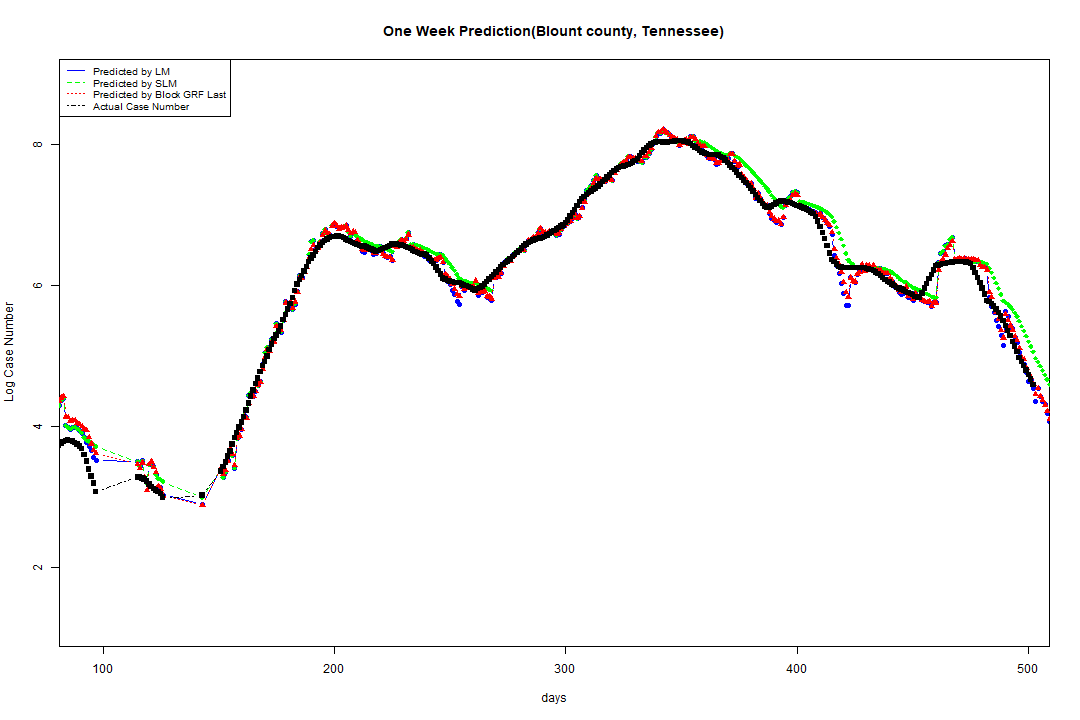 One Week Prediction(Blount county, Tennessee)
Predicted by LM
Predicted by SLM
Predicted by Block GRF Last
Actual Case Number
8
6
4
2
Log Case Number
100 200 300 400 500
days